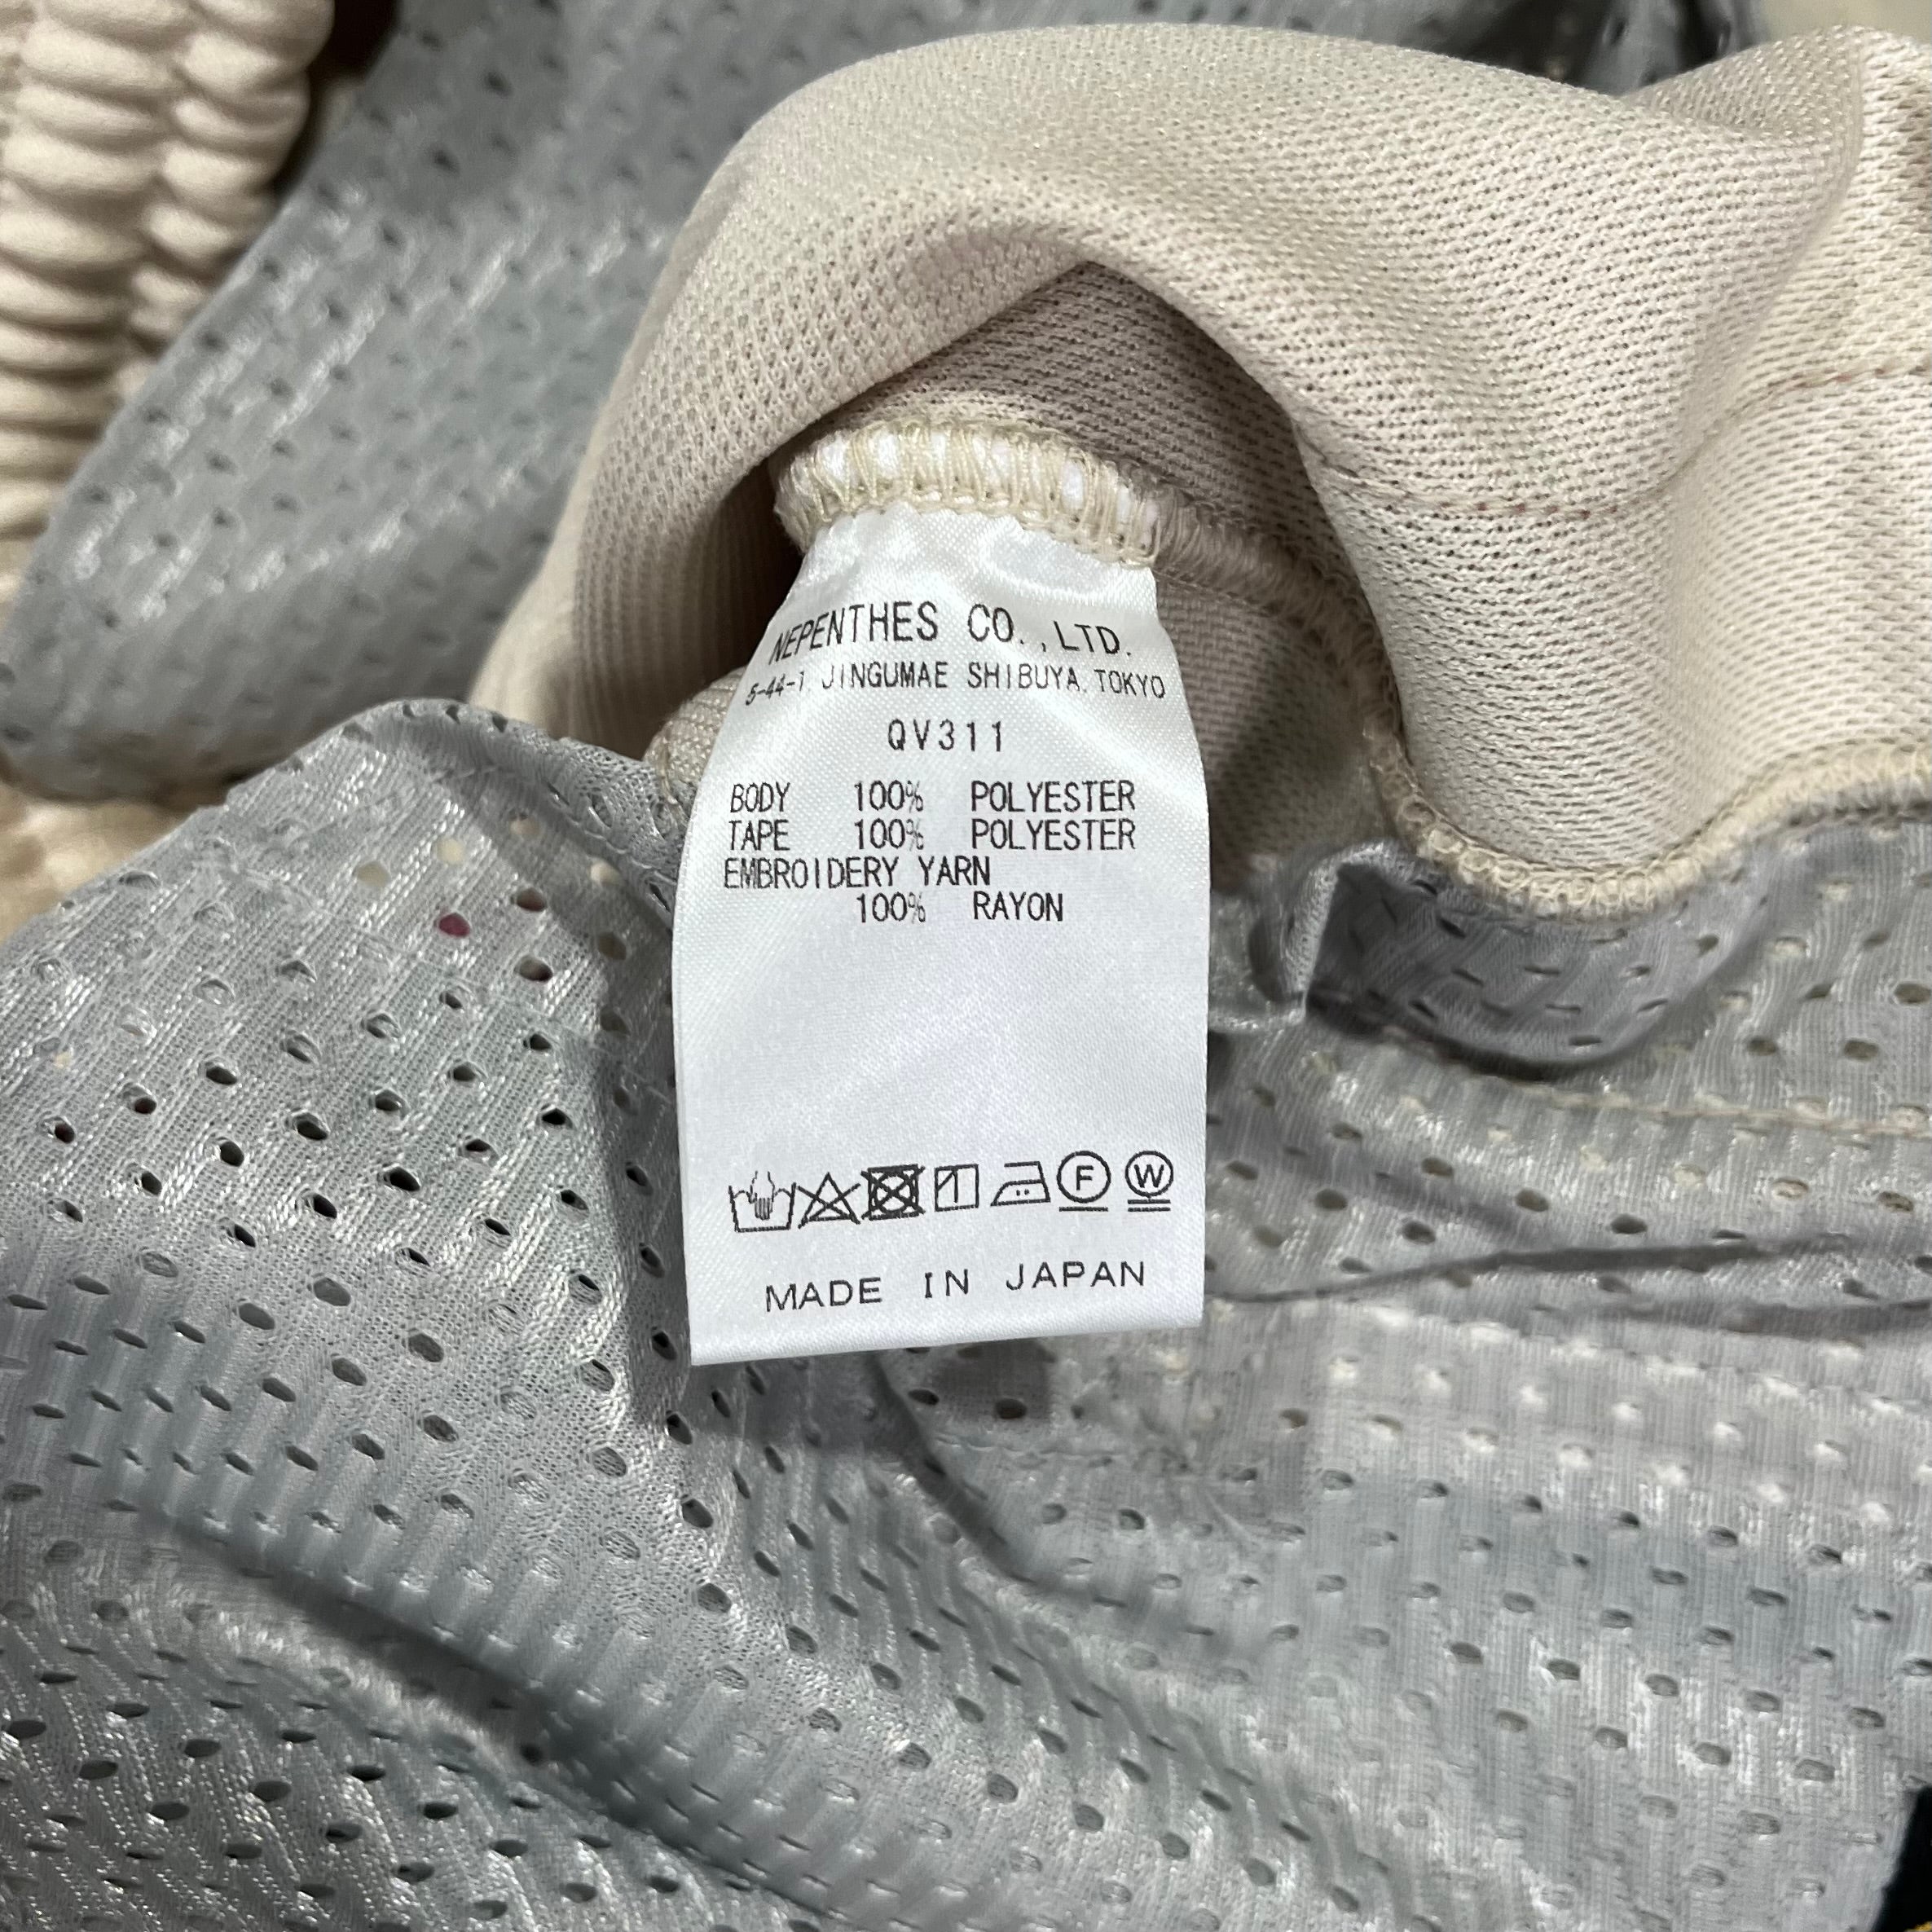 NEPENTHES CO.,LTD.
5-44-1 JINGUMAE SHIBUYA.TOKYO
QV311
BODY 100% POLYESTER
TAPE 100% POLYESTER
EMBROIDERY YARN
100% RAYON
F W
MADE IN JAPAN